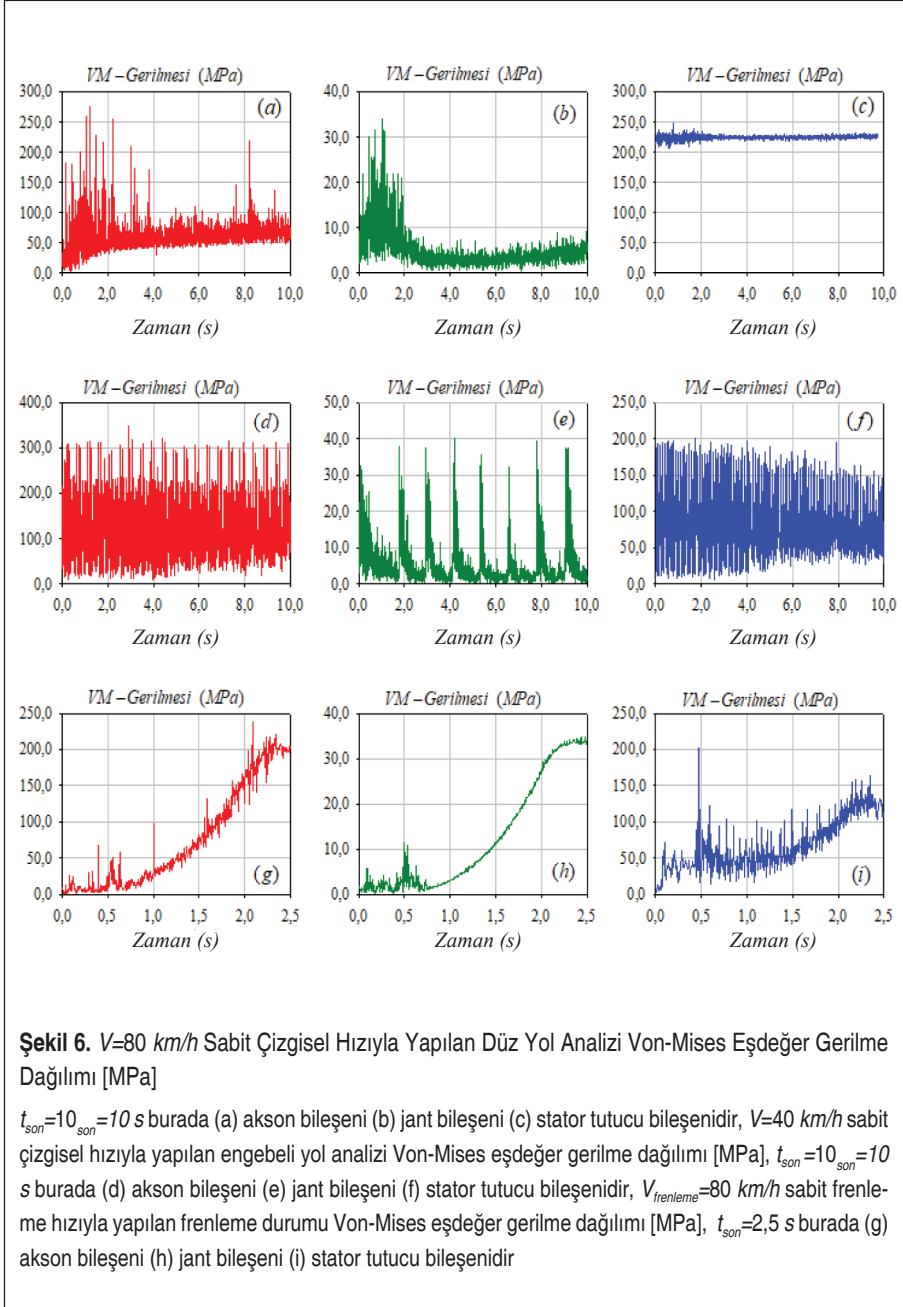 VM–Gerilmesi (MPa)
VM–Gerilmesi (MPa)
VM–Gerilmesi (MPa)
300,0
250,0
200,0
150,0
100,0
50,0
0,0
(a)
0,0 2,0 4,0 6,0 8,0 10,0
Zaman (s)
40,0
30,0
20,0
10,0
0,0
(b)
0,0 2,0 4,0 6,0 8,0 10,0
Zaman (s)
300,0
250,0
200,0
150,0
100,0
50,0
0,0
(c)
0,0 2,0 4,0 6,0 8,0 10,0
Zaman (s)
VM–Gerilmesi (MPa)
VM–Gerilmesi (MPa)
VM–Gerilmesi (MPa)
400,0
300,0
200,0
100,0
0,0
(d)
0,0 2,0 4,0 6,0 8,0 10,0
Zaman (s)
50,0
40,0
30,0
20,0
10,0
0,0
(e)
0,0 2,0 4,0 6,0 8,0 10,0
Zaman (s)
250,0
200,0
150,0
100,0
50,0
0,0
(f)
0,0 2,0 4,0 6,0 8,0 10,0
Zaman (s)
VM–Gerilmesi (MPa)
VM–Gerilmesi (MPa)
VM–Gerilmesi (MPa)
250,0
200,0
150,0
100,0
50,0
0,0
(g)
0,0 0,5 1,0 1,5 2,0 2,5
Zaman (s)
40,0
30,0
20,0
10,0
0,0
(h)
0,0 0,5 1,0 1,5 2,0 2,5
Zaman (s)
250,0
200,0
150,0
100,0
50,0
0,0
(i)
0,0 0,5 1,0 1,5 2,0 2,5
Zaman (s)
Şekil 6. V=80 km/h Sabit Çizgisel Hızıyla Yapılan Düz Yol Analizi Von-Mises Eşdeğer Gerilme
Dağılımı [MPa]
tson=10son=10 s burada (a) akson bileşeni (b) jant bileşeni (c) stator tutucu bileşenidir, V=40 km/h sabit
çizgisel hızıyla yapılan engebeli yol analizi Von-Mises eşdeğer gerilme dağılımı [MPa], tson=10son=10
s burada (d) akson bileşeni (e) jant bileşeni (f) stator tutucu bileşenidir, Vfrenleme=80 km/h sabit frenle-
me hızıyla yapılan frenleme durumu Von-Mises eşdeğer gerilme dağılımı [MPa], tson=2,5 s burada (g)
akson bileşeni (h) jant bileşeni (i) stator tutucu bileşenidir